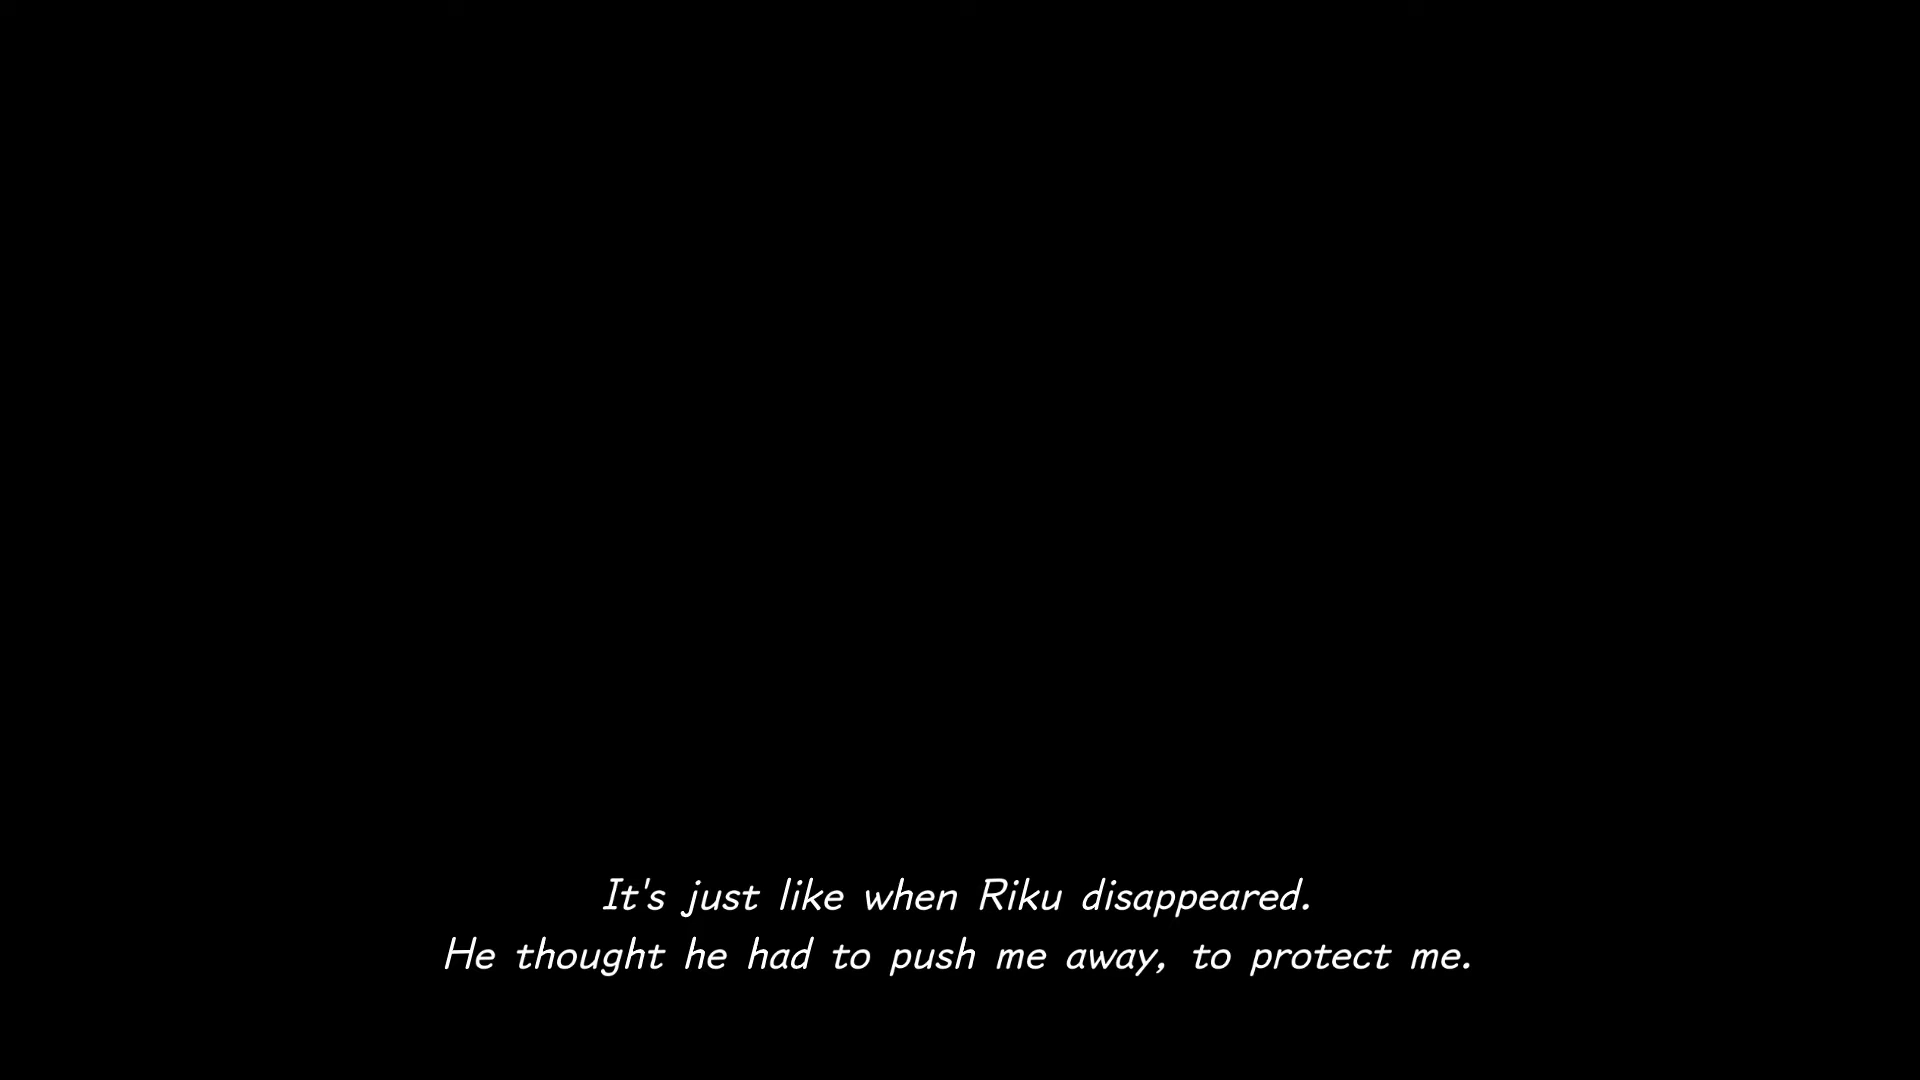 It's just like when Riku disappeared.
He thought he had to push me away, to protect me.